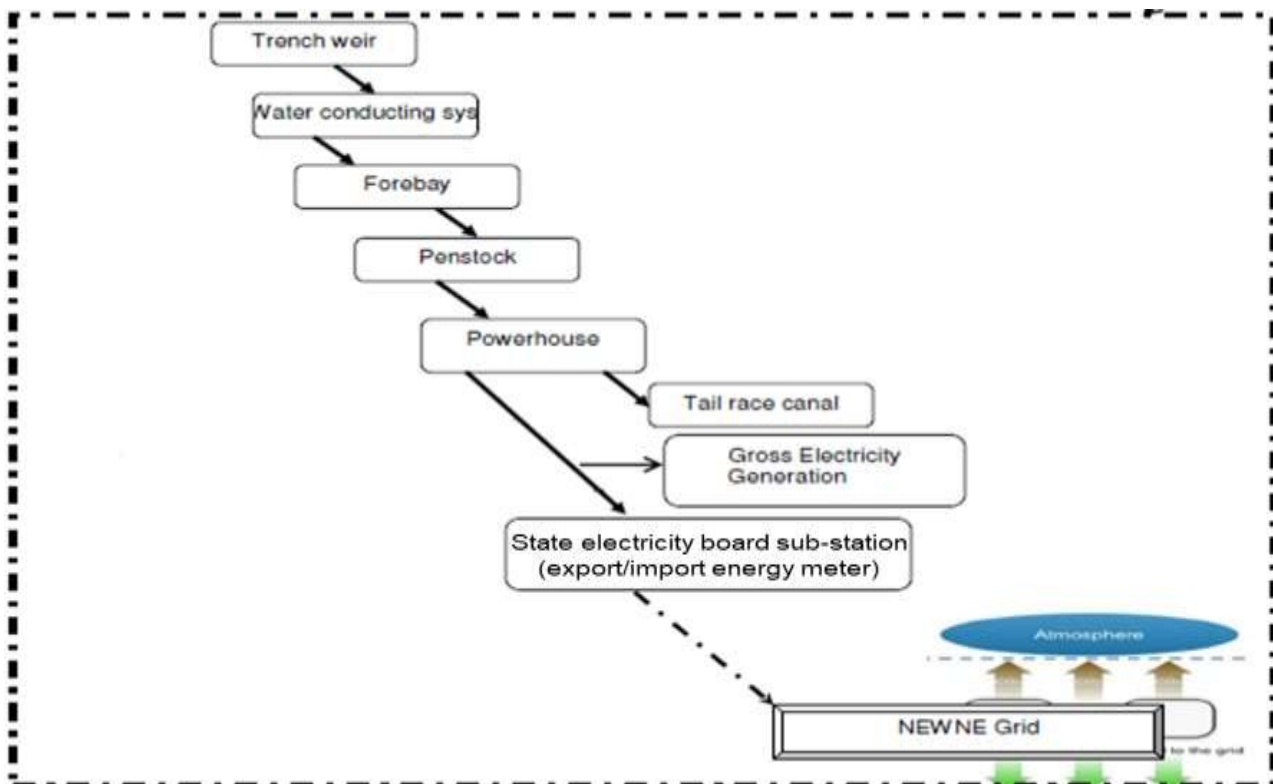 Trench weir
Water conducting sys
Forebay
Penstock
Powerhouse
Tail race canal
Gross Electricity
Generation
State electricity board sub-station
(export/import energy meter)
Atmosphere
NEWNE Grid
to the grid